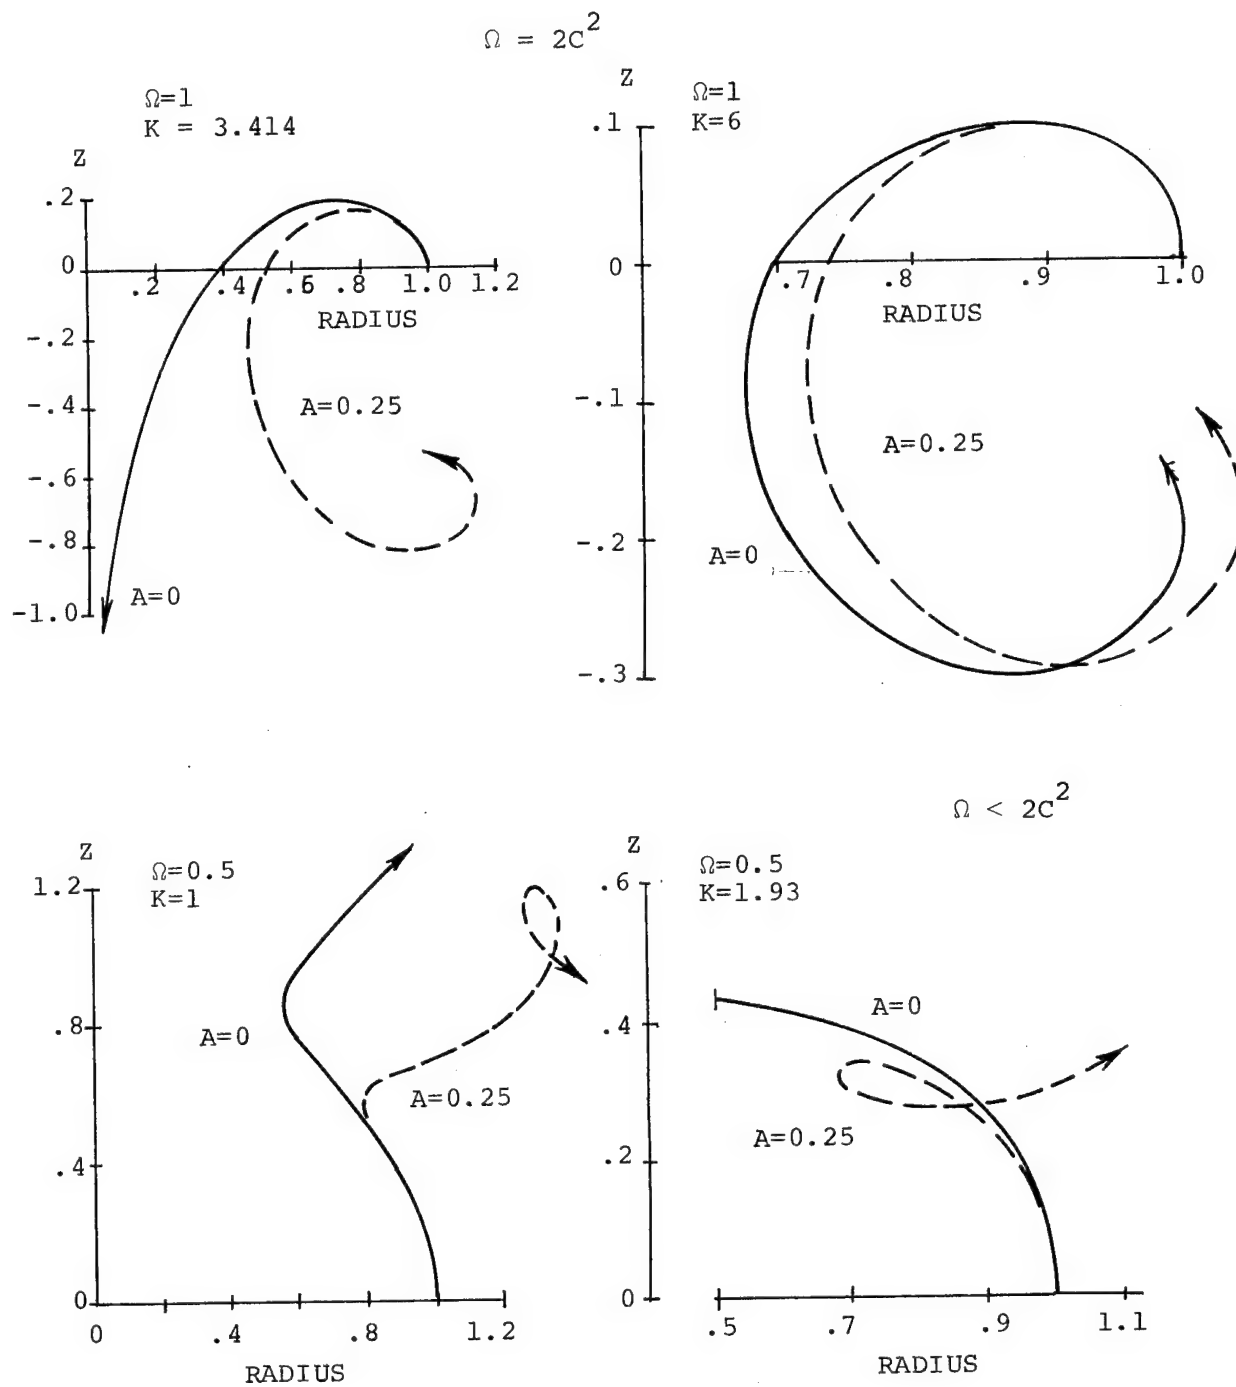 Ω = 2C²
Ω=1
K = 3.414
Z
.2
0
-.2
-.4
-.6
-.8
-1.0
.2 .4 .6 .8 1.0 1.2
RADIUS
A=0.25
A=0
Z
Ω=1
K=6
.1
0
-.1
-.2
-.3
.7 .8 .9 1.0
RADIUS
A=0.25
A=0
Ω < 2C²
Z
Ω=0.5
K=1
1.2
.8
.4
0
A=0
A=0.25
0 .4 .8 1.2
RADIUS
Z
Ω=0.5
K=1.93
.6
.4
.2
0
A=0
A=0.25
.5 .7 .9 1.1
RADIUS